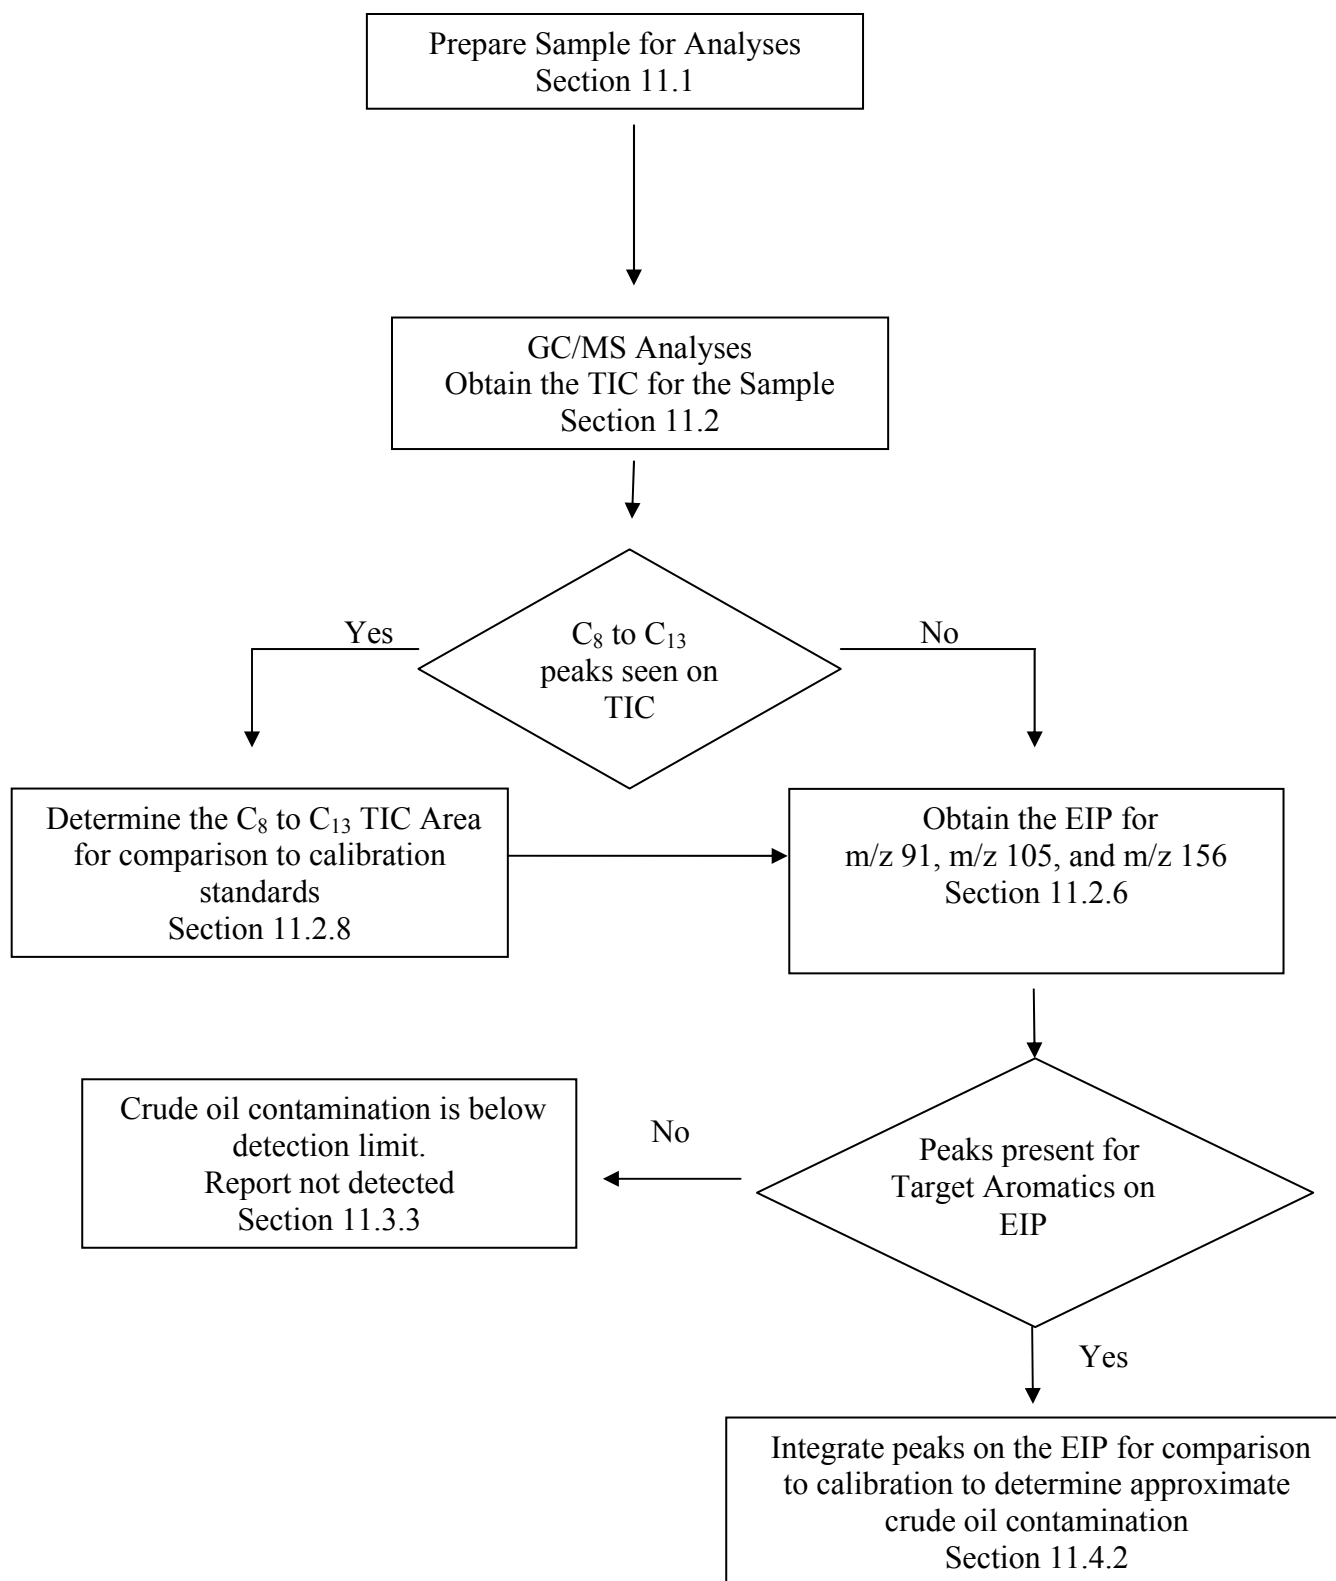 Prepare Sample for Analyses
Section 11.1
GC/MS Analyses
Obtain the TIC for the Sample
Section 11.2
Yes
C₈ to C₁₃
peaks seen on
TIC
No
Determine the C₈ to C₁₃ TIC Area
for comparison to calibration
standards
Section 11.2.8
Obtain the EIP for
m/z 91, m/z 105, and m/z 156
Section 11.2.6
Crude oil contamination is below
detection limit.
Report not detected
Section 11.3.3
No
Peaks present for
Target Aromatics on
EIP
Yes
Integrate peaks on the EIP for comparison
to calibration to determine approximate
crude oil contamination
Section 11.4.2